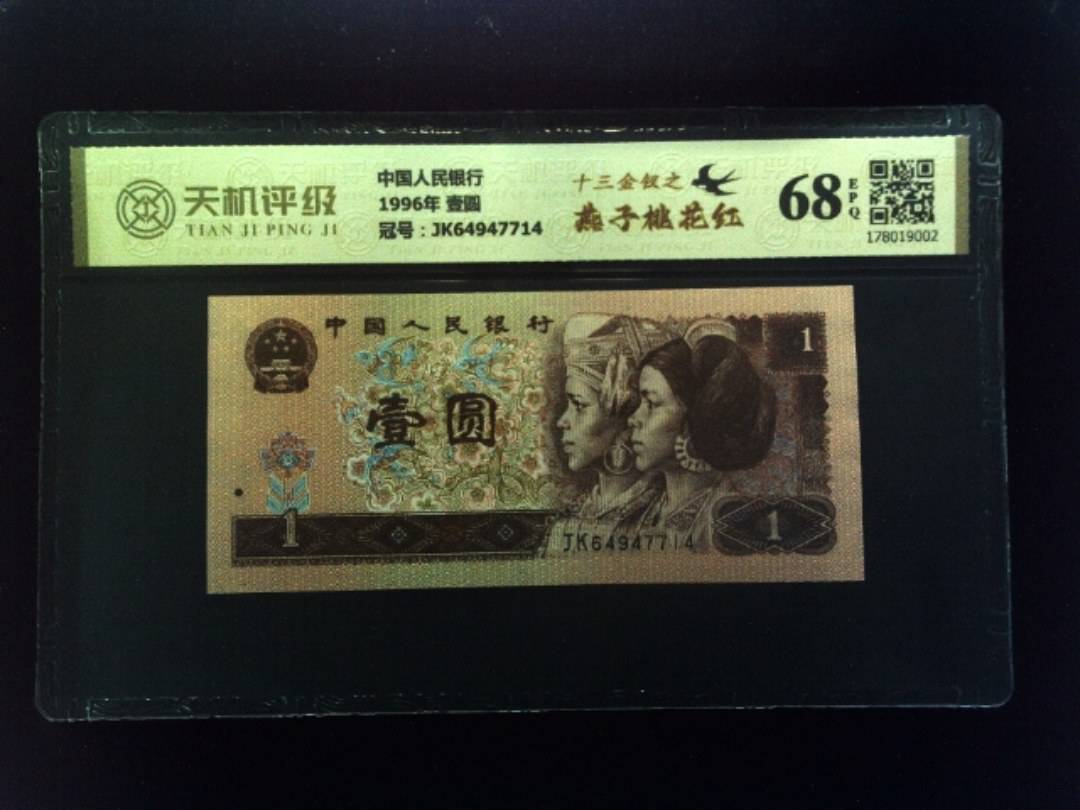 天机评级
TIAN JI PING JI
中国人民银行
1996年 壹圆
冠号：JK64947714
十三金钗之
燕子桃花红
68
EPQ
178019002
中国人民银行
1
壹圆
1
JK64947714
1